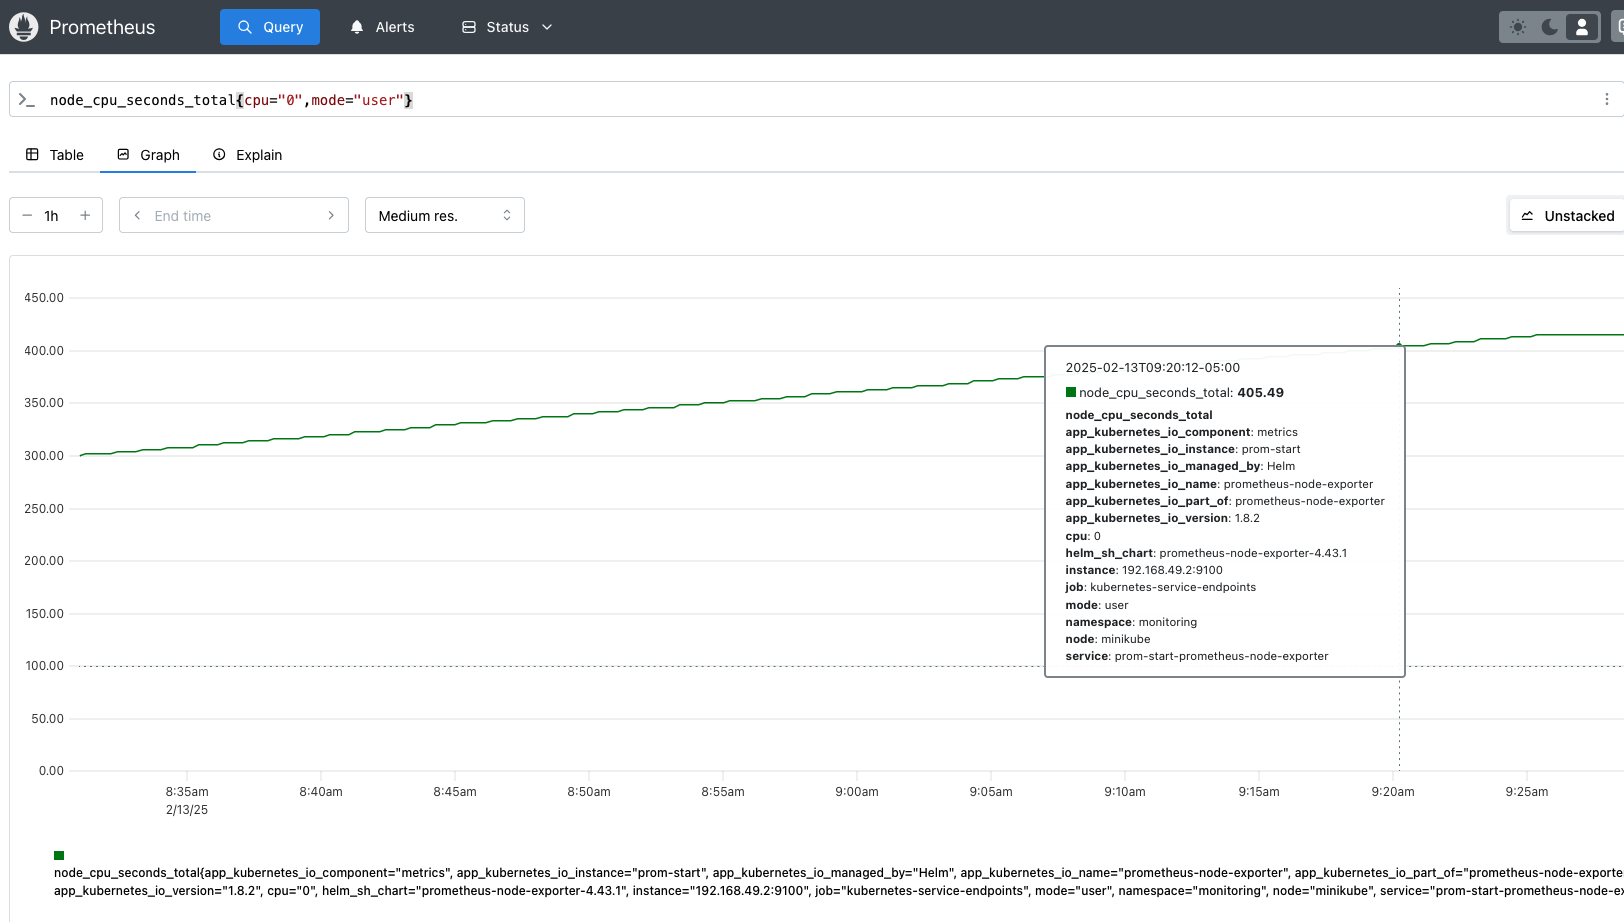 Prometheus
Query
Alerts
Status
node_cpu_seconds_total{cpu="0",mode="user"}
Table
Graph
Explain
1h
End time
Medium res.
Unstacked
450.00
400.00
350.00
300.00
250.00
200.00
150.00
100.00
50.00
0.00
2025-02-13T09:20:12-05:00
node_cpu_seconds_total: 405.49
node_cpu_seconds_total
app_kubernetes_io_component: metrics
app_kubernetes_io_instance: prom-start
app_kubernetes_io_managed_by: Helm
app_kubernetes_io_name: prometheus-node-exporter
app_kubernetes_io_part_of: prometheus-node-exporter
app_kubernetes_io_version: 1.8.2
cpu: 0
helm_sh_chart: prometheus-node-exporter-4.43.1
instance: 192.168.49.2:9100
job: kubernetes-service-endpoints
mode: user
namespace: monitoring
node: minikube
service: prom-start-prometheus-node-exporter
8:35am 8:40am 8:45am 8:50am 8:55am 9:00am 9:05am 9:10am 9:15am 9:20am 9:25am
2/13/25
node_cpu_seconds_total{app_kubernetes_io_component="metrics", app_kubernetes_io_instance="prom-start", app_kubernetes_io_managed_by="Helm", app_kubernetes_io_name="prometheus-node-exporter", app_kubernetes_io_part_of="prometheus-node-exporte
app_kubernetes_io_version="1.8.2", cpu="0", helm_sh_chart="prometheus-node-exporter-4.43.1", instance="192.168.49.2:9100", job="kubernetes-service-endpoints", mode="user", namespace="monitoring", node="minikube", service="prom-start-prometheus-node-ex